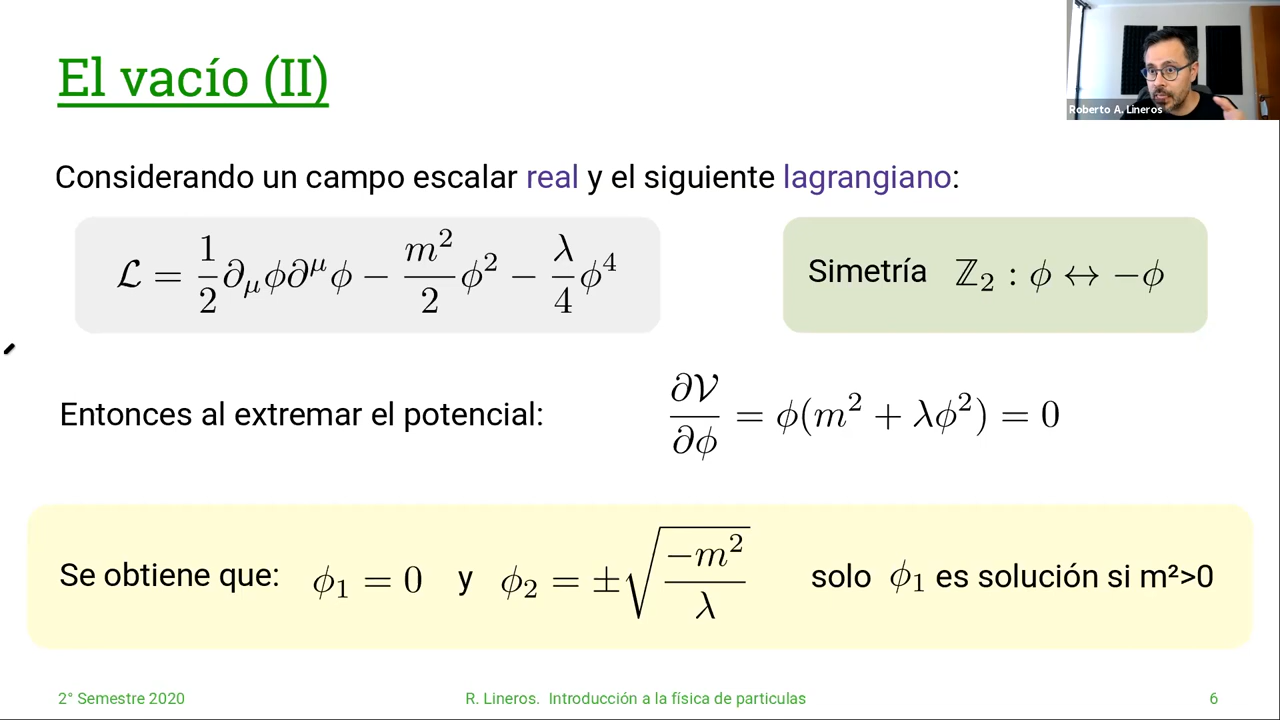 El vacío (II)
Roberto A. Lineros
Considerando un campo escalar real y el siguiente lagrangiano:
ℒ = 1/2 ∂_μϕ∂^μϕ − m²/2 ϕ² − λ/4 ϕ⁴
Simetría ℤ₂ : ϕ ↔ −ϕ
Entonces al extremar el potencial: ∂𝒱/∂ϕ = ϕ(m² + λϕ²) = 0
Se obtiene que: ϕ₁ = 0 y ϕ₂ = ±√(−m²/λ) solo ϕ₁ es solución si m²>0
2° Semestre 2020 R. Lineros. Introducción a la física de particulas 6